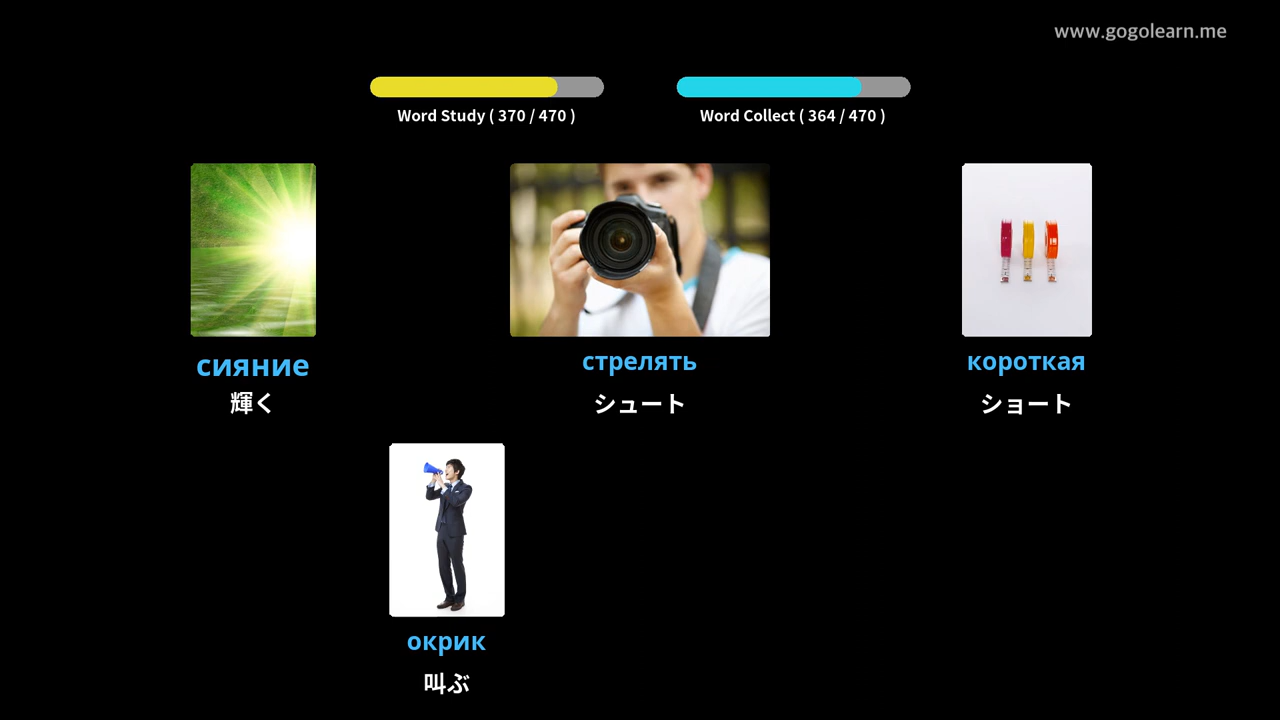 www.gogolearn.me
Word Study ( 370 / 470 )
Word Collect ( 364 / 470 )
сияние
стрелять
короткая
輝く
シュート
ショート
окрик
叫ぶ